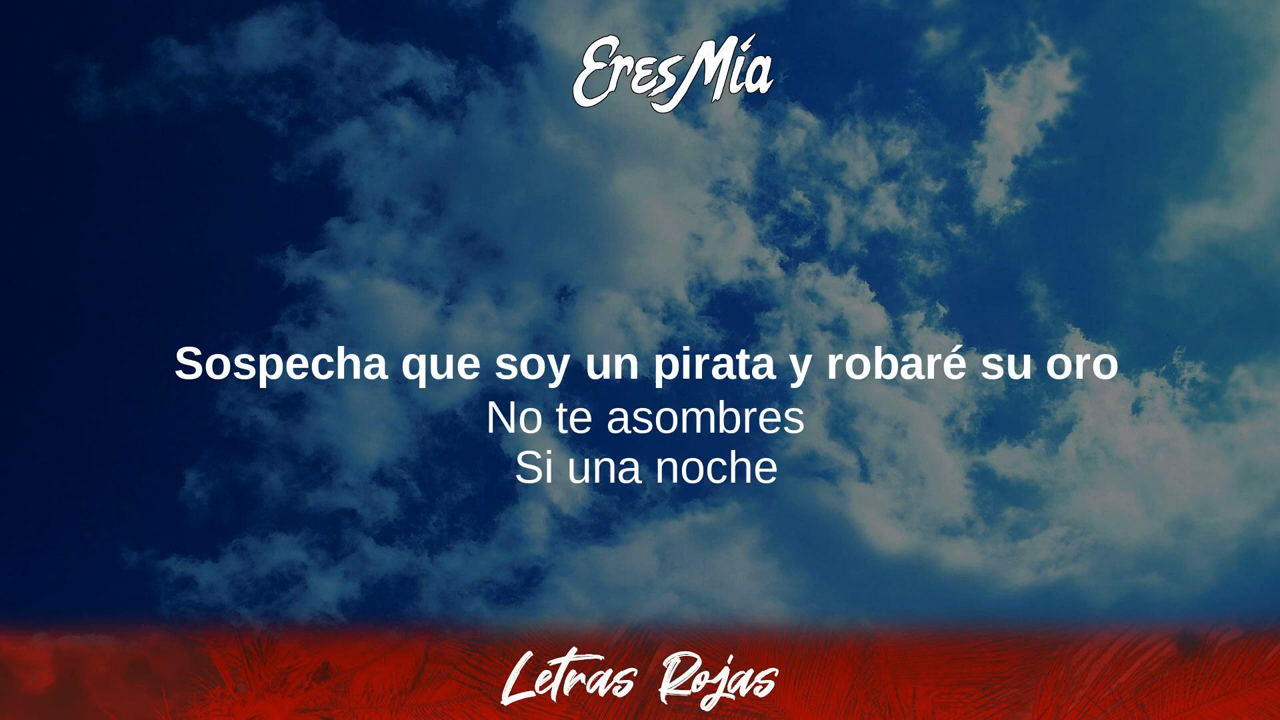 Eres Mía
Sospecha que soy un pirata y robaré su oro
No te asombres
Si una noche
Letras Rojas